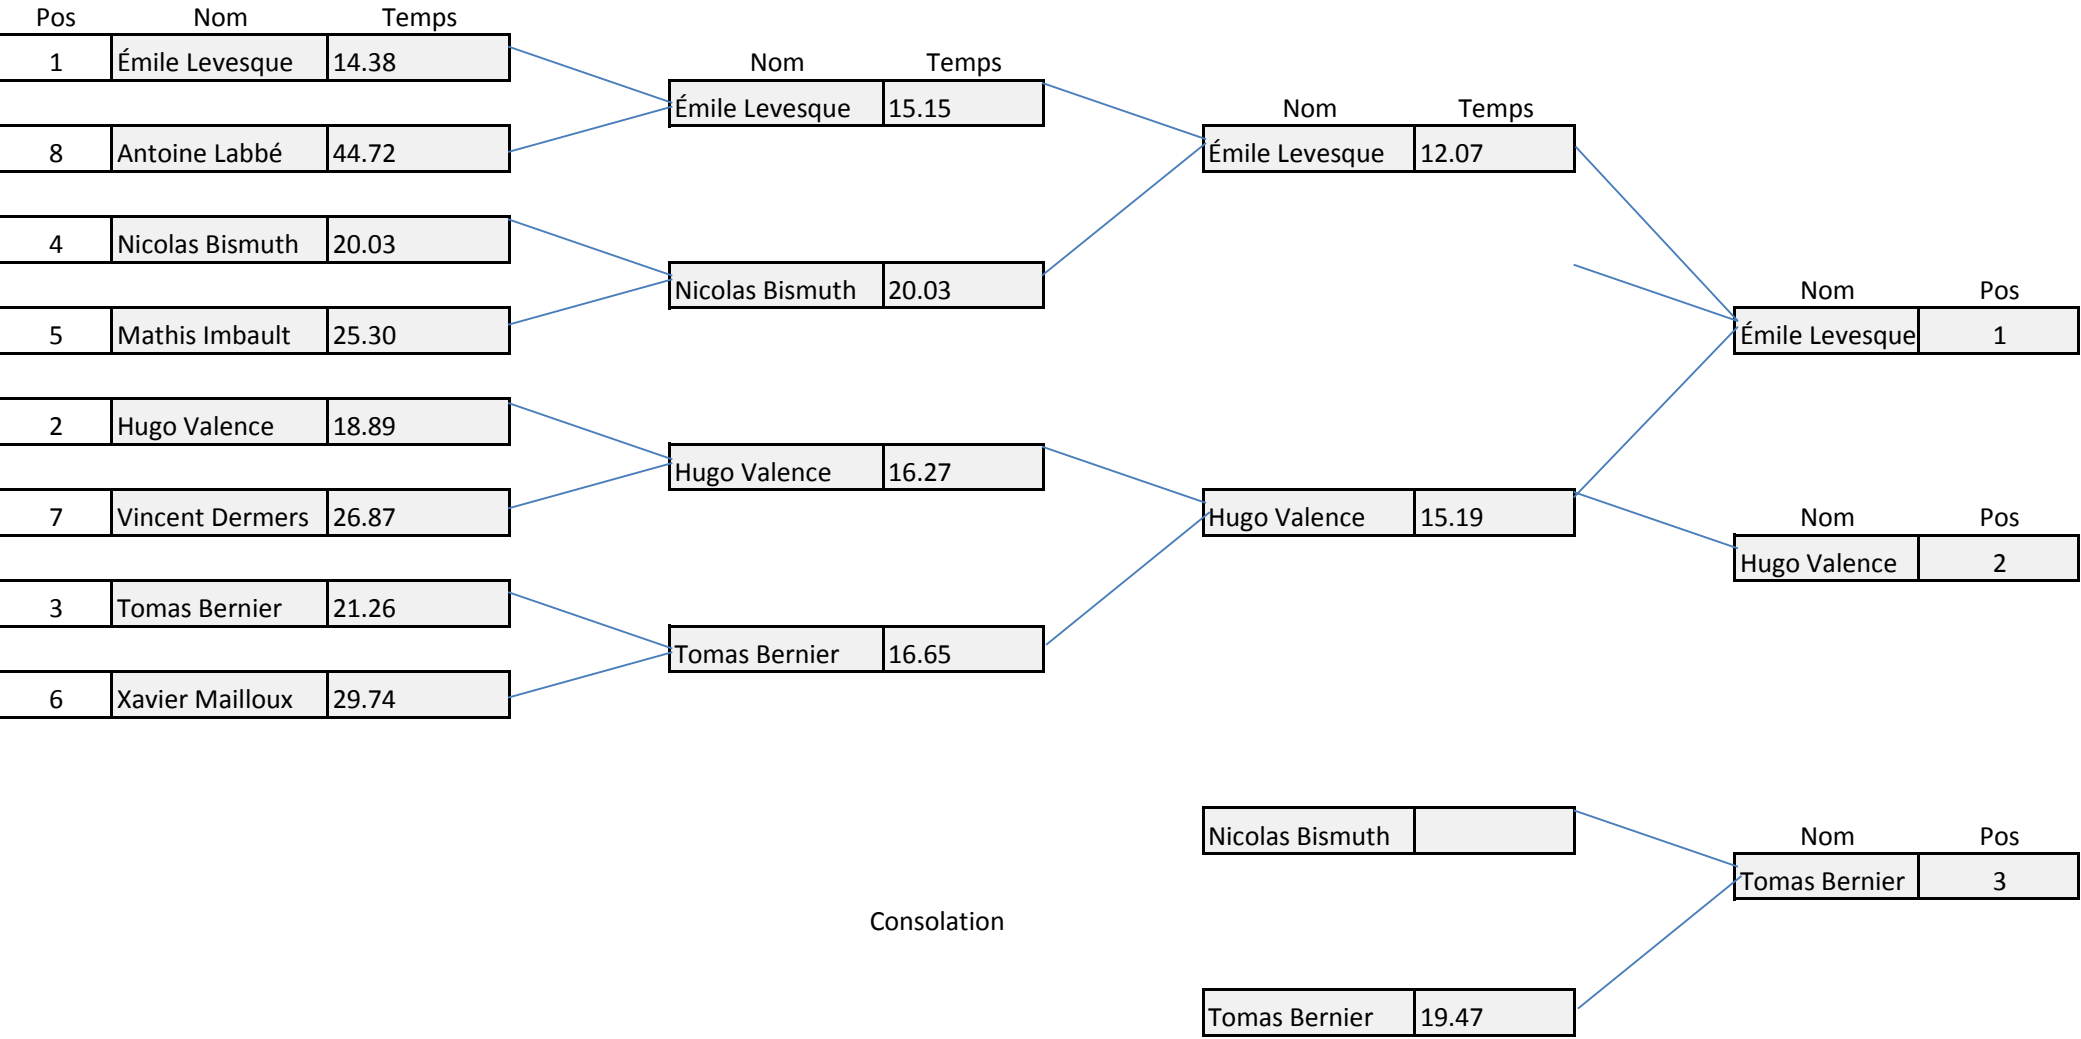 Pos Nom Temps
1 Émile Levesque 14.38
Nom Temps
Émile Levesque 15.15
Nom Temps
8 Antoine Labbé 44.72
Émile Levesque 12.07
4 Nicolas Bismuth 20.03
Nicolas Bismuth 20.03
Nom Pos
5 Mathis Imbault 25.30
Émile Levesque 1
2 Hugo Valence 18.89
Hugo Valence 16.27
7 Vincent Dermers 26.87
Hugo Valence 15.19
Nom Pos
Hugo Valence 2
3 Tomas Bernier 21.26
Tomas Bernier 16.65
6 Xavier Mailloux 29.74
Nicolas Bismuth
Nom Pos
Tomas Bernier 3
Consolation
Tomas Bernier 19.47